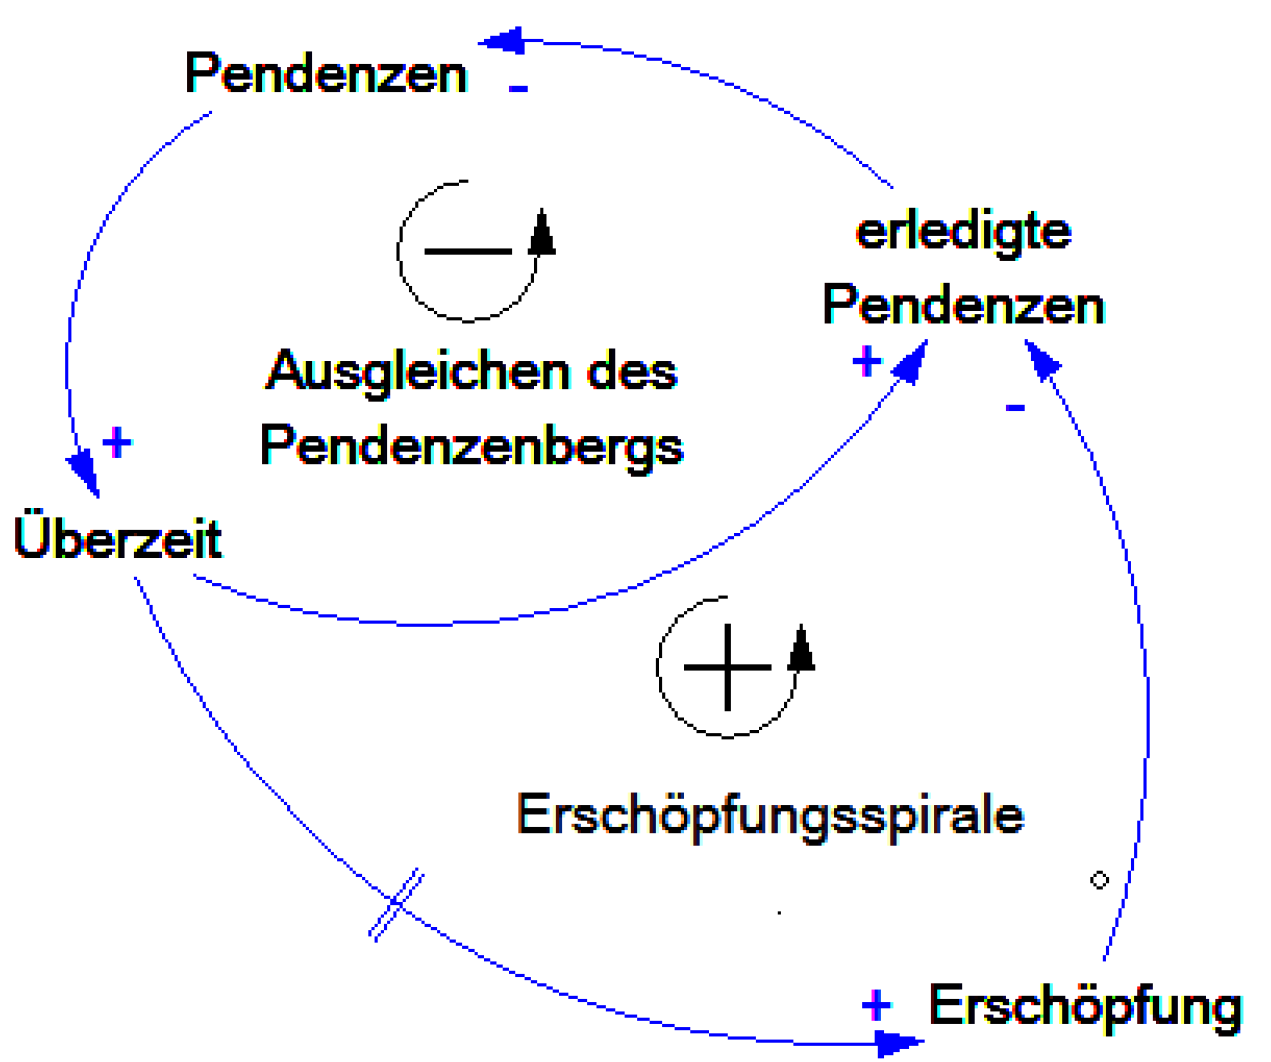 Pendenzen
-
erledigte
Pendenzen
+
-
Ausgleichen des
Pendenzenbergs
+
Überzeit
Erschöpfungsspirale
+ Erschöpfung